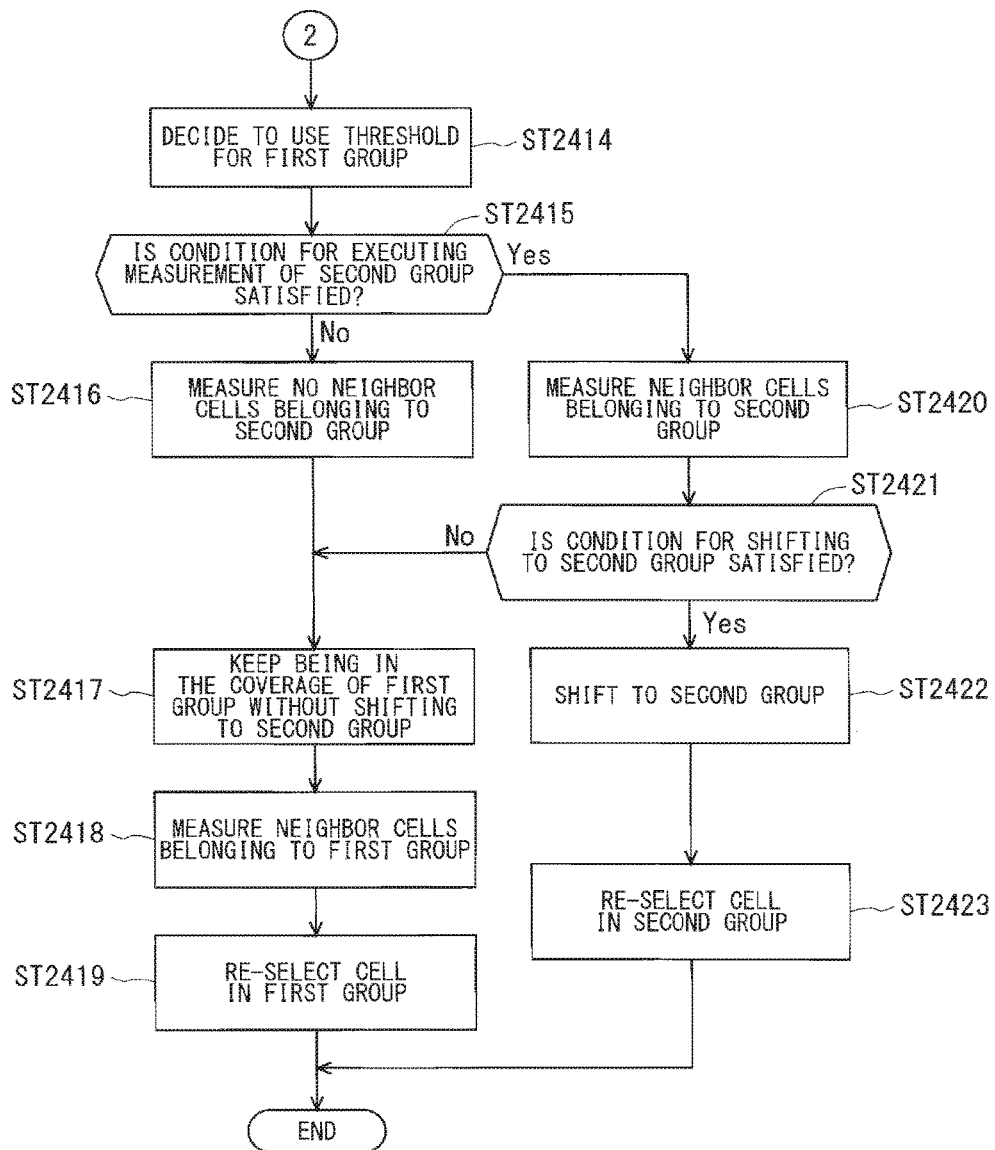 2
DECIDE TO USE THRESHOLD
FOR FIRST GROUP
ST2414
ST2415
IS CONDITION FOR EXECUTING
MEASUREMENT OF SECOND GROUP
SATISFIED?
Yes
No
ST2416
MEASURE NO NEIGHBOR
CELLS BELONGING TO
SECOND GROUP
MEASURE NEIGHBOR CELLS
BELONGING TO SECOND
GROUP
ST2420
ST2421
No
IS CONDITION FOR SHIFTING
TO SECOND GROUP SATISFIED?
Yes
ST2417
KEEP BEING IN
THE COVERAGE OF FIRST
GROUP WITHOUT SHIFTING
TO SECOND GROUP
SHIFT TO SECOND GROUP
ST2422
ST2418
MEASURE NEIGHBOR CELLS
BELONGING TO FIRST GROUP
RE-SELECT CELL
IN SECOND GROUP
ST2423
ST2419
RE-SELECT CELL
IN FIRST GROUP
END